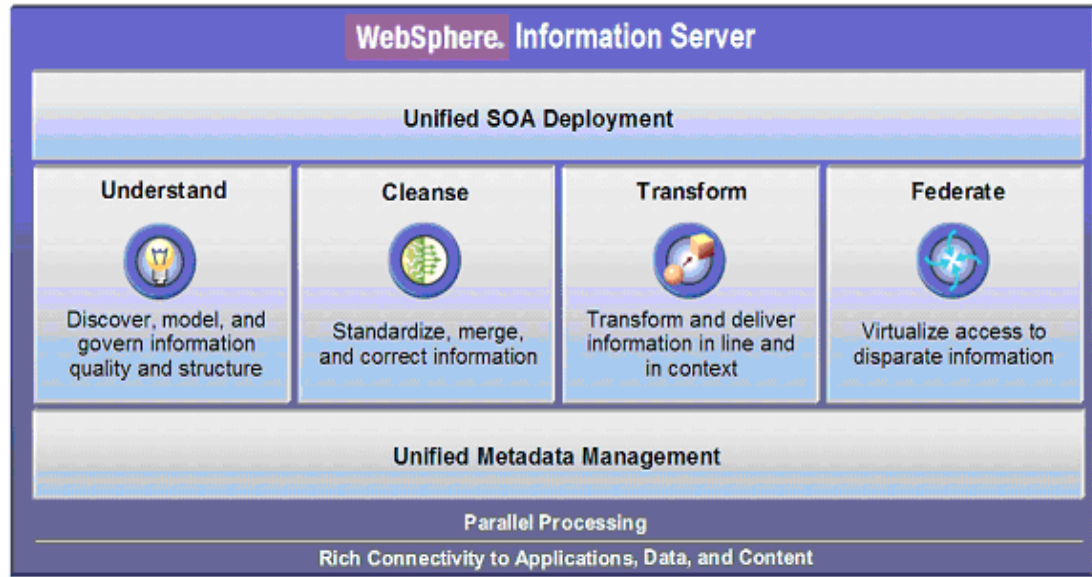 WebSphere. Information Server
Unified SOA Deployment
Understand
Discover, model, and
govern information
quality and structure
Cleanse
Standardize, merge,
and correct information
Transform
Transform and deliver
information in line and
in context
Federate
Virtualize access to
disparate information
Unified Metadata Management
Parallel Processing
Rich Connectivity to Applications, Data, and Content